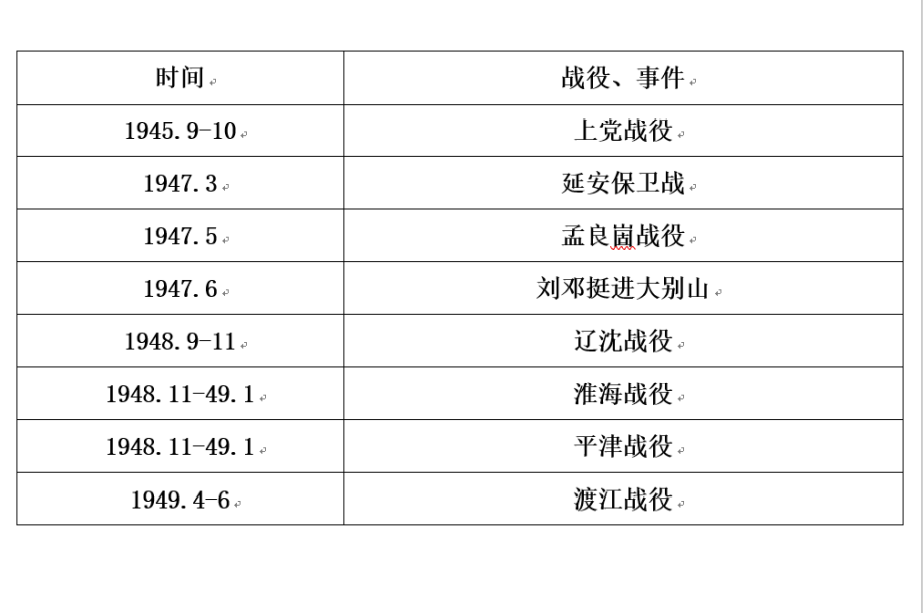 时间 战役、事件
1945.9-10 上党战役
1947.3 延安保卫战
1947.5 孟良崮战役
1947.6 刘邓挺进大别山
1948.9-11 辽沈战役
1948.11-49.1 淮海战役
1948.11-49.1 平津战役
1949.4-6 渡江战役